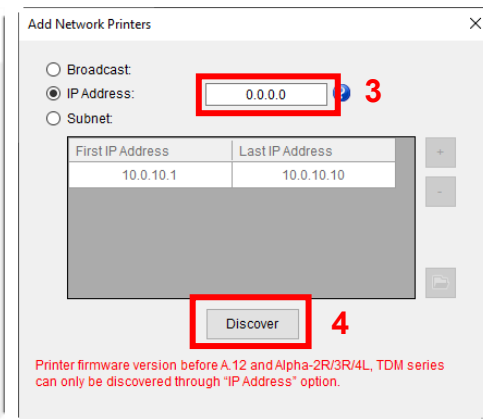 Add Network Printers
Broadcast:
IP Address: 0.0.0.0 3
Subnet:
First IP Address Last IP Address
10.0.10.1 10.0.10.10
+
-
Discover 4
Printer firmware version before A.12 and Alpha-2R/3R/4L, TDM series
can only be discovered through "IP Address" option.